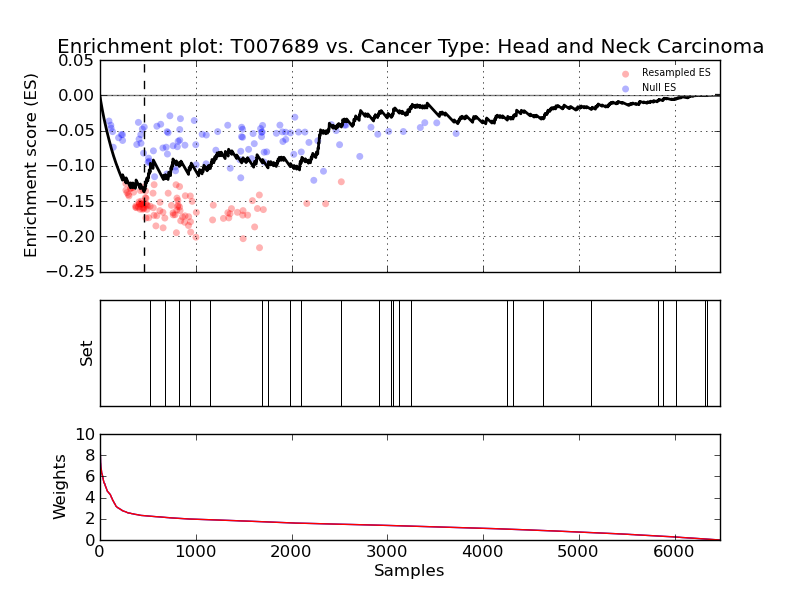 Enrichment plot: T007689 vs. Cancer Type: Head and Neck Carcinoma
Enrichment score (ES)
0.05
0.00
−0.05
−0.10
−0.15
−0.20
−0.25
Resampled ES
Null ES
Set
Weights
10
8
6
4
2
0
0 1000 2000 3000 4000 5000 6000
Samples